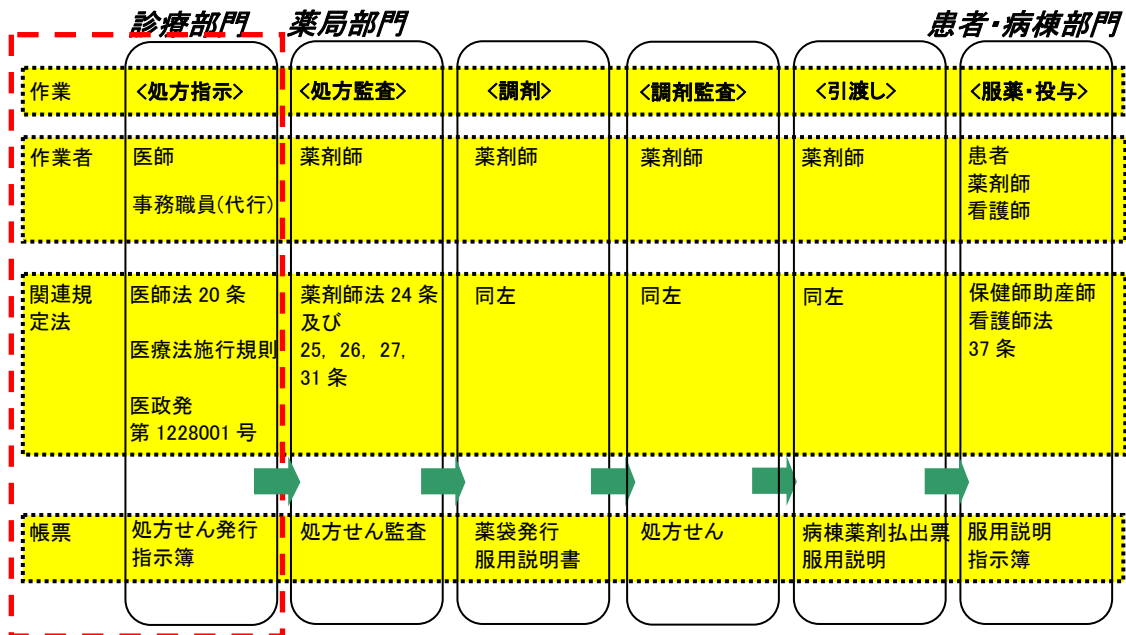 診療部門 薬局部門 患者・病棟部門
作業 <処方指示> <処方監査> <調剤> <調剤監査> <引渡し> <服薬・投与>
作業者 医師 薬剤師 薬剤師 薬剤師 薬剤師 患者
薬剤師
事務職員(代行) 看護師
関連規 医師法 20 条 薬剤師法 24 条 同左 同左 同左 保健師助産師
定法 及び 看護師法
医療法施行規則 25, 26, 27, 37 条
31 条
医政発
第 1228001 号
帳票 処方せん発行 処方せん監査 薬袋発行 処方せん 病棟薬剤払出票 服用説明
指示簿 服用説明書 服用説明 指示簿